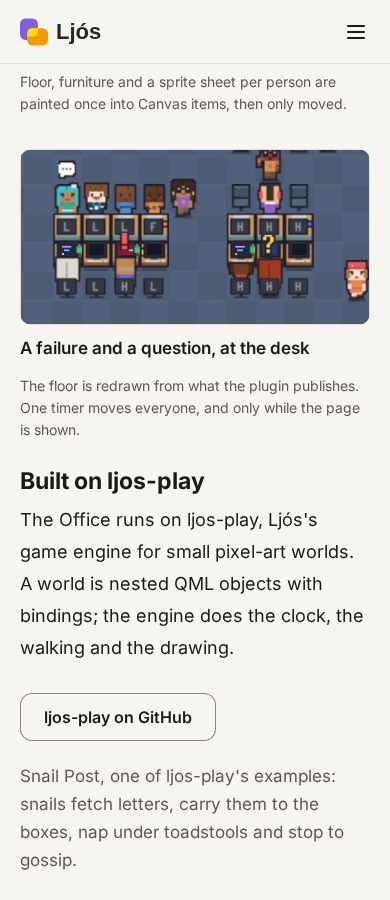 Ljós
Floor, furniture and a sprite sheet per person are
painted once into Canvas items, then only moved.
L L L F H H H
?
L L H L H H H
A failure and a question, at the desk
The floor is redrawn from what the plugin publishes.
One timer moves everyone, and only while the page
is shown.
Built on ljos-play
The Office runs on ljos-play, Ljós's
game engine for small pixel-art worlds.
A world is nested QML objects with
bindings; the engine does the clock, the
walking and the drawing.
ljos-play on GitHub
Snail Post, one of ljos-play's examples:
snails fetch letters, carry them to the
boxes, nap under toadstools and stop to
gossip.